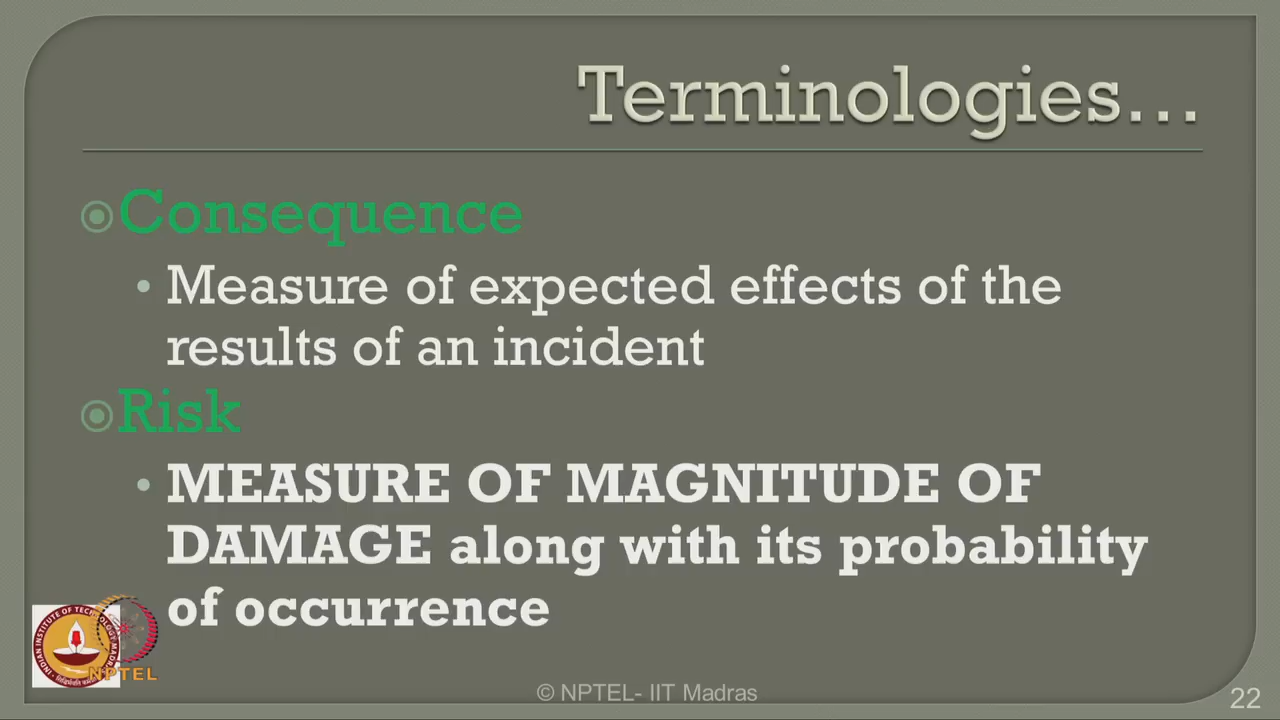 Terminologies...
Consequence
Measure of expected effects of the
results of an incident
Risk
MEASURE OF MAGNITUDE OF
DAMAGE along with its probability
of occurrence
NPTEL
© NPTEL- IIT Madras
22